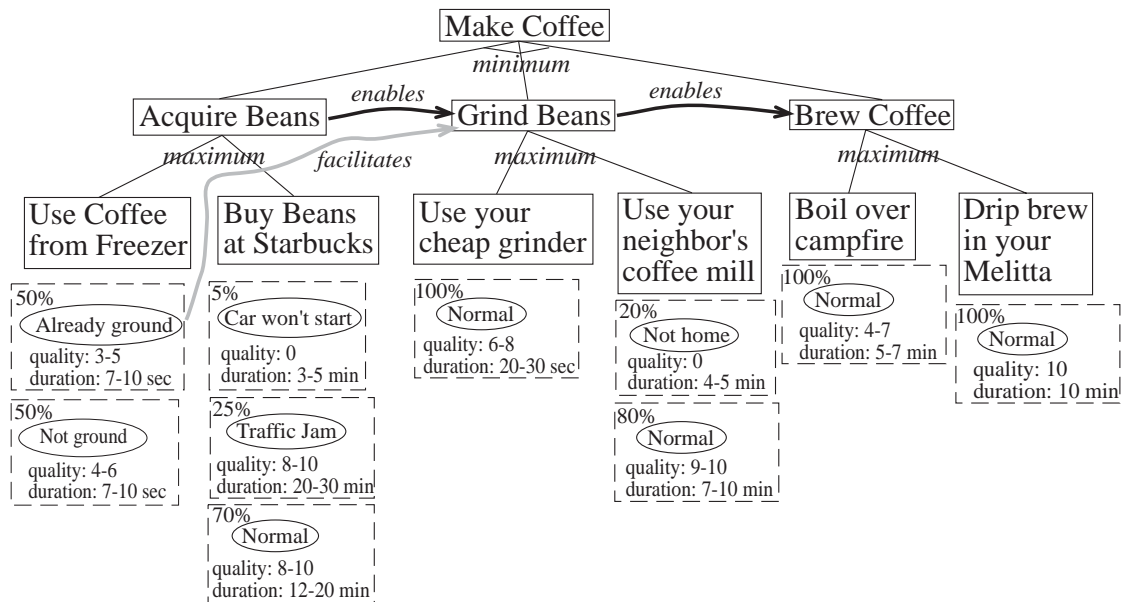 Make Coffee
minimum
enables
enables
Acquire Beans
Grind Beans
Brew Coffee
maximum
facilitates
maximum
maximum
Use Coffee
from Freezer
Buy Beans
at Starbucks
Use your
cheap grinder
Use your
neighbor's
coffee mill
Boil over
campfire
Drip brew
in your
Melitta
50%
Already ground
quality: 3-5
duration: 7-10 sec
50%
Not ground
quality: 4-6
duration: 7-10 sec
5%
Car won't start
quality: 0
duration: 3-5 min
25%
Traffic Jam
quality: 8-10
duration: 20-30 min
70%
Normal
quality: 8-10
duration: 12-20 min
100%
Normal
quality: 6-8
duration: 20-30 sec
20%
Not home
quality: 0
duration: 4-5 min
80%
Normal
quality: 9-10
duration: 7-10 min
100%
Normal
quality: 4-7
duration: 5-7 min
100%
Normal
quality: 10
duration: 10 min